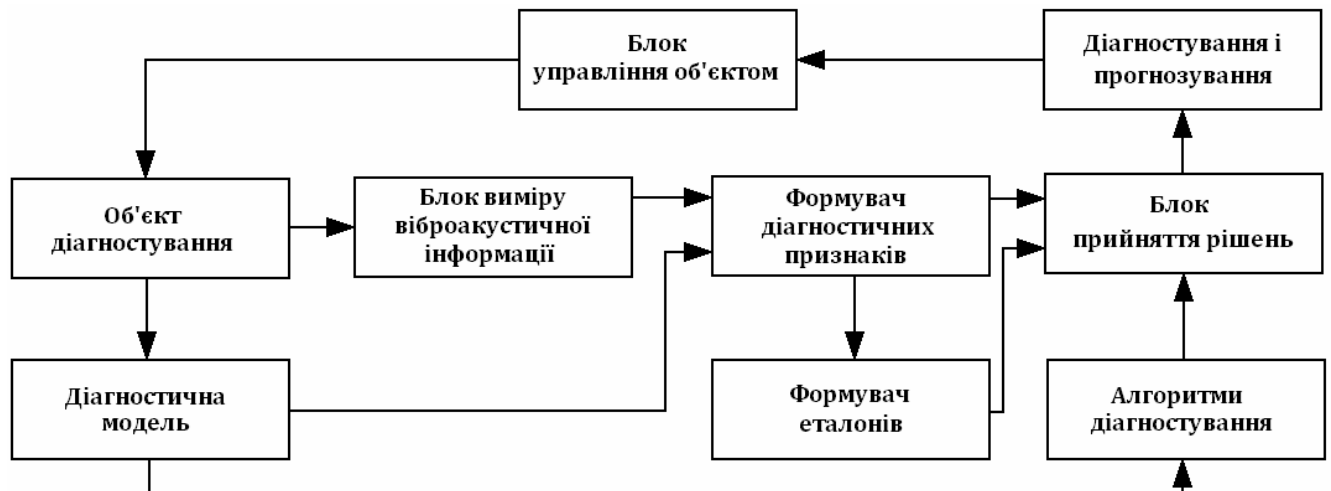 Блок
управління об'єктом
Діагностування і
прогнозування
Об'єкт
діагностування
Блок виміру
віброакустичної
інформації
Формувач
діагностичних
признаків
Блок
прийняття рішень
Діагностична
модель
Формувач
еталонів
Алгоритми
діагностування